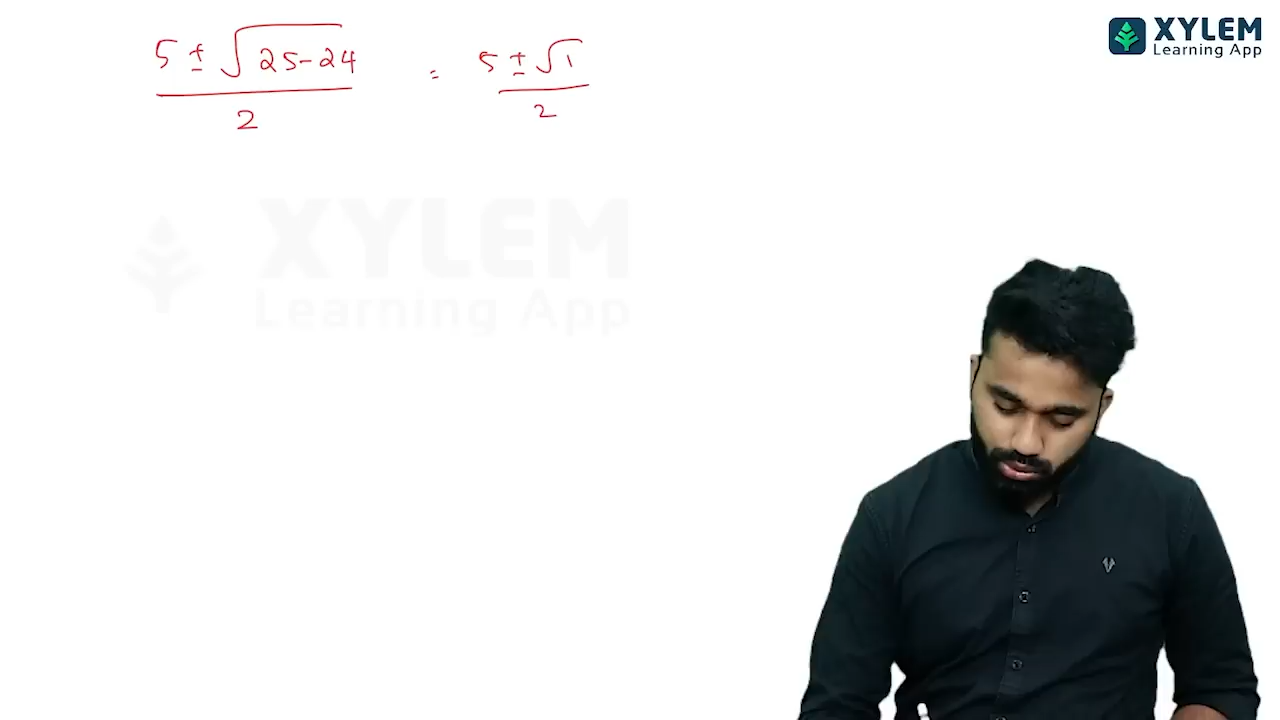 XYLEM
Learning App
5 ± √25-24 = 5 ± √1
2 2
XYLEM
Learning App